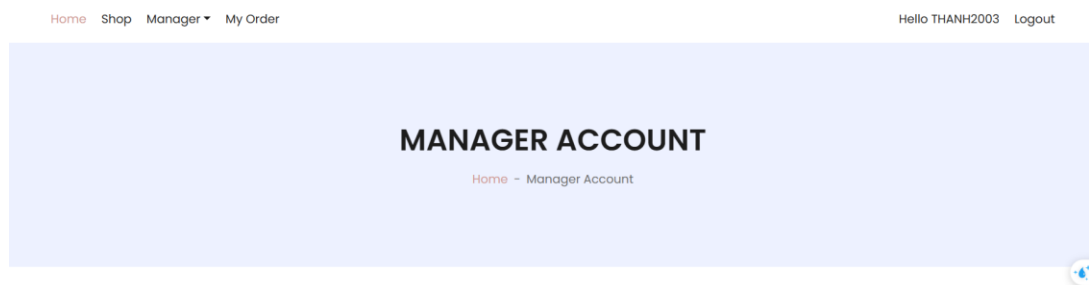 Home Shop Manager My Order Hello THANH2003 Logout
MANAGER ACCOUNT
Home - Manager Account